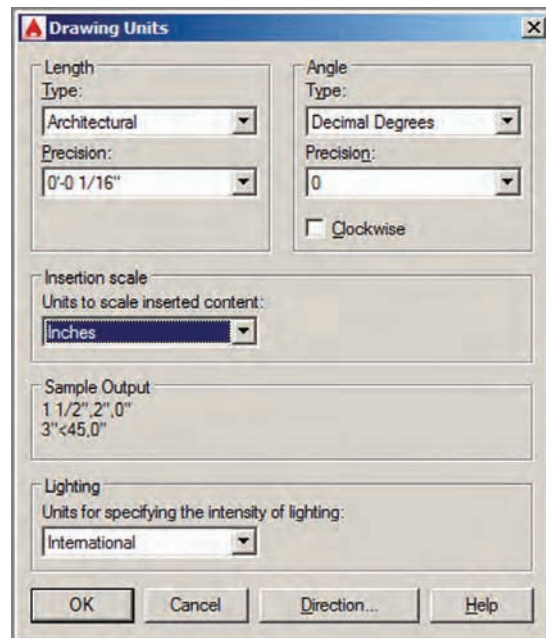 Drawing Units
Length
Type:
Architectural
Precision:
0'-0 1/16"
Angle
Type:
Decimal Degrees
Precision:
0
Clockwise
Insertion scale
Units to scale inserted content:
Inches
Sample Output
1 1/2",2",0"
3"<45,0"
Lighting
Units for specifying the intensity of lighting:
International
OK Cancel Direction... Help